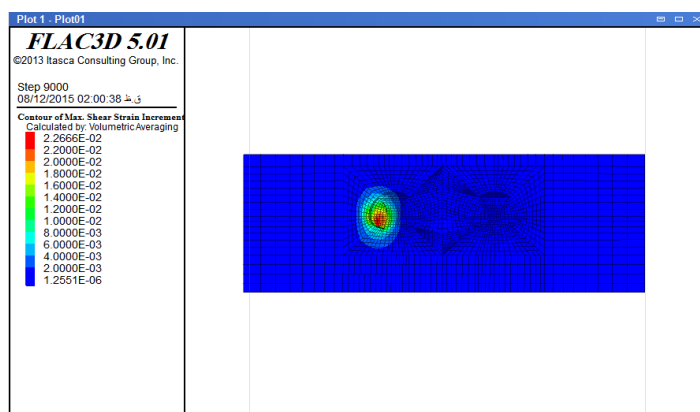 Plot 1 - Plot01
FLAC3D 5.01
©2013 Itasca Consulting Group, Inc.
Step 9000
08/12/2015 02:00:38 ق.ظ
Contour of Max. Shear Strain Increment
Calculated by: Volumetric Averaging
2.2666E-02
2.2000E-02
2.0000E-02
1.8000E-02
1.6000E-02
1.4000E-02
1.2000E-02
1.0000E-02
8.0000E-03
6.0000E-03
4.0000E-03
2.0000E-03
1.2551E-06